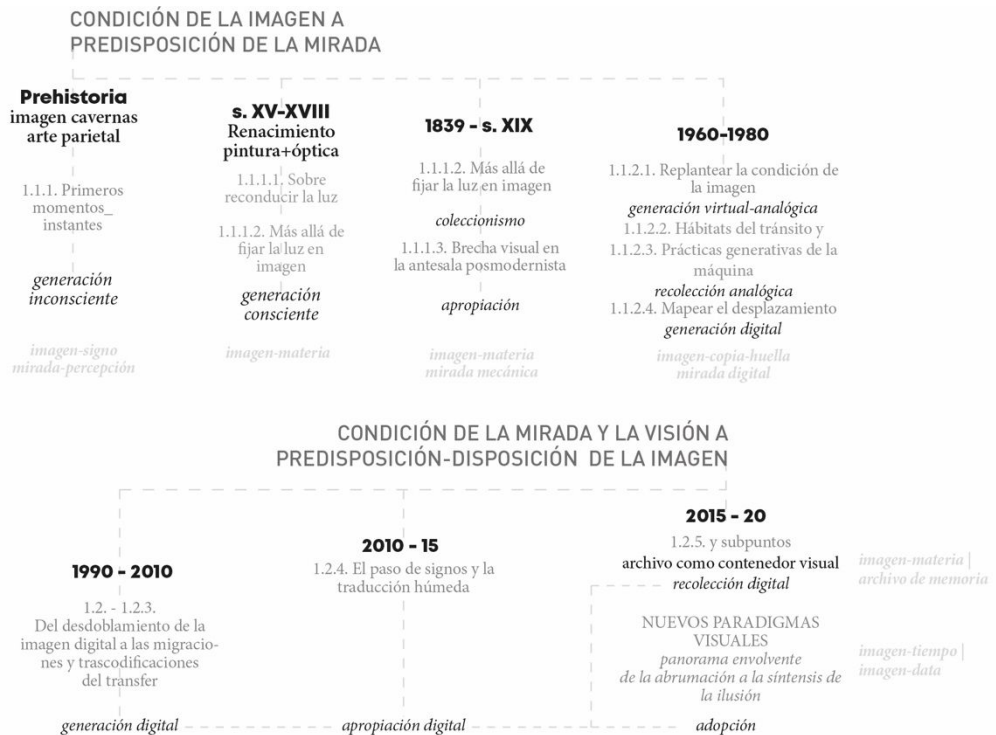 CONDICIÓN DE LA IMAGEN A
PREDISPOSICIÓN DE LA MIRADA
Prehistoria
imagen cavernas
arte parietal
1.1.1. Primeros
momentos_
instantes
generación
inconsciente
imagen-signo
mirada-percepción
s. XV-XVIII
Renacimiento
pintura+óptica
1.1.1.1. Sobre
reconducir la luz
1.1.1.2. Más allá de
fijar la luz en
imagen
generación
consciente
imagen-materia
1839 - s. XIX
1.1.1.2. Más allá de
fijar la luz en imagen
coleccionismo
1.1.1.3. Brecha visual en
la antesala posmodernista
apropiación
imagen-materia
mirada mecánica
1960-1980
1.1.2.1. Replantear la condición de
la imagen
generación virtual-analógica
1.1.2.2. Hábitats del tránsito y
1.1.2.3. Prácticas generativas de la
máquina
recolección analógica
1.1.2.4. Mapear el desplazamiento
generación digital
imagen-copia-huella
mirada digital
CONDICIÓN DE LA MIRADA Y LA VISIÓN A
PREDISPOSICIÓN-DISPOSICIÓN DE LA IMAGEN
1990 - 2010
1.2. - 1.2.3.
Del desdoblamiento de la
imagen digital a las migracio-
nes y trascodificaciones
del transfer
generación digital
2010 - 15
1.2.4. El paso de signos y la
traducción húmeda
apropiación digital
2015 - 20
1.2.5. y subpuntos
archivo como contenedor visual
recolección digital
imagen-materia |
archivo de memoria
NUEVOS PARADIGMAS
VISUALES
panorama envolvente
de la abrumación a la síntensis de
la ilusión
imagen-tiempo |
imagen-data
adopción